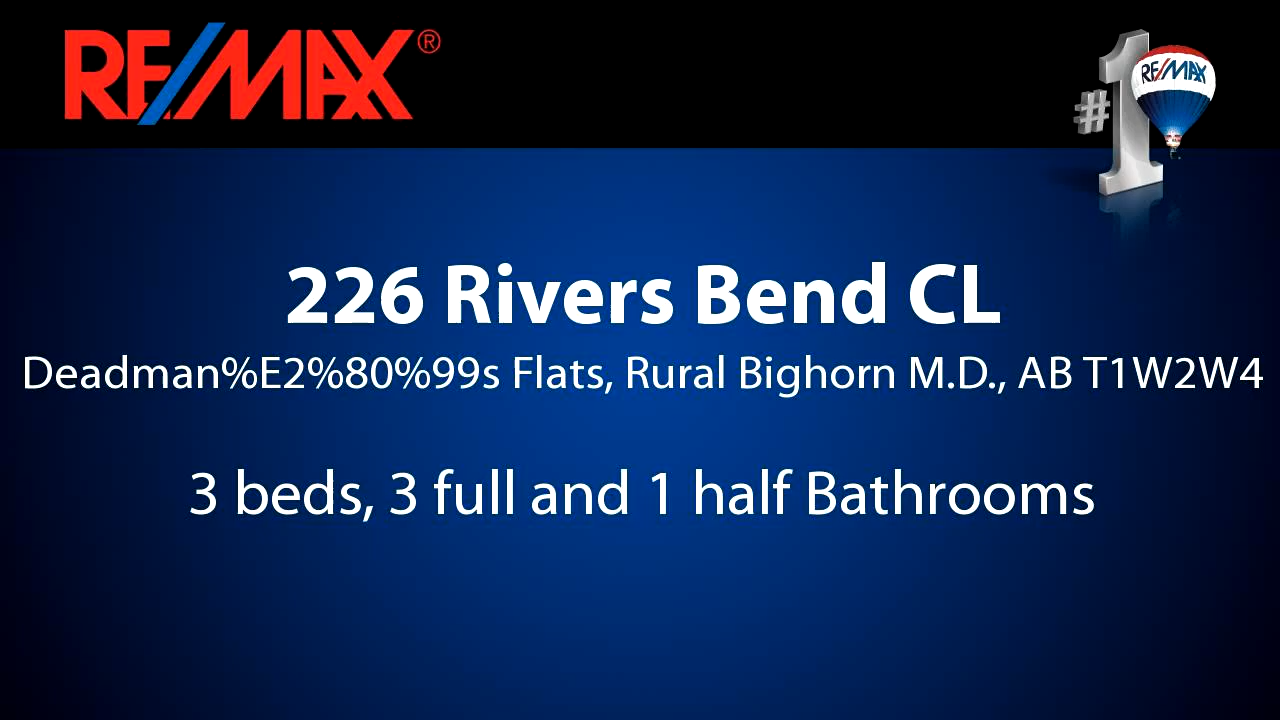 RE/MAX®
#1
RE/MAX
226 Rivers Bend CL
Deadman%E2%80%99s Flats, Rural Bighorn M.D., AB T1W2W4
3 beds, 3 full and 1 half Bathrooms